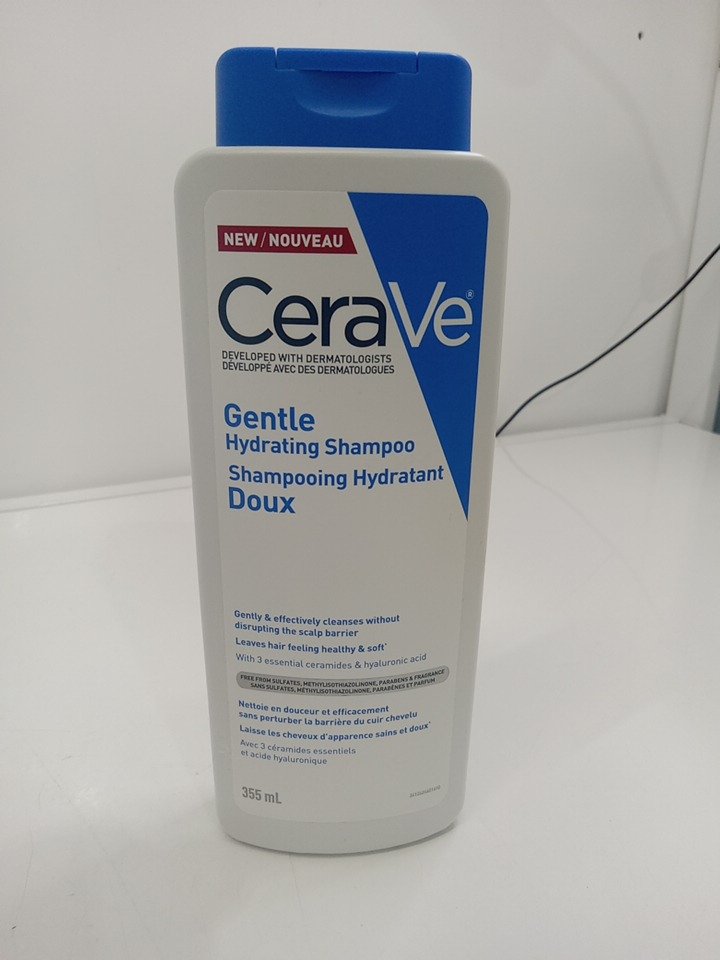 NEW/NOUVEAU
CeraVe®
DEVELOPED WITH DERMATOLOGISTS
DÉVELOPPÉ AVEC DES DERMATOLOGUES
Gentle
Hydrating Shampoo
Shampooing Hydratant
Doux
Gently & effectively cleanses without
disrupting the scalp barrier
Leaves hair feeling healthy & soft*
With 3 essential ceramides & hyaluronic acid
FREE FROM SULFATES, METHYLISOTHIAZOLINONE, PARABENS & FRAGRANCE
SANS SULFATES, MÉTHYLISOTHIAZOLINONE, PARABÈNES ET PARFUM
Nettoie en douceur et efficacement
sans perturber la barrière du cuir chevelu
Laisse les cheveux d'apparence sains et doux*
Avec 3 céramides essentiels
et acide hyaluronique
355 mL